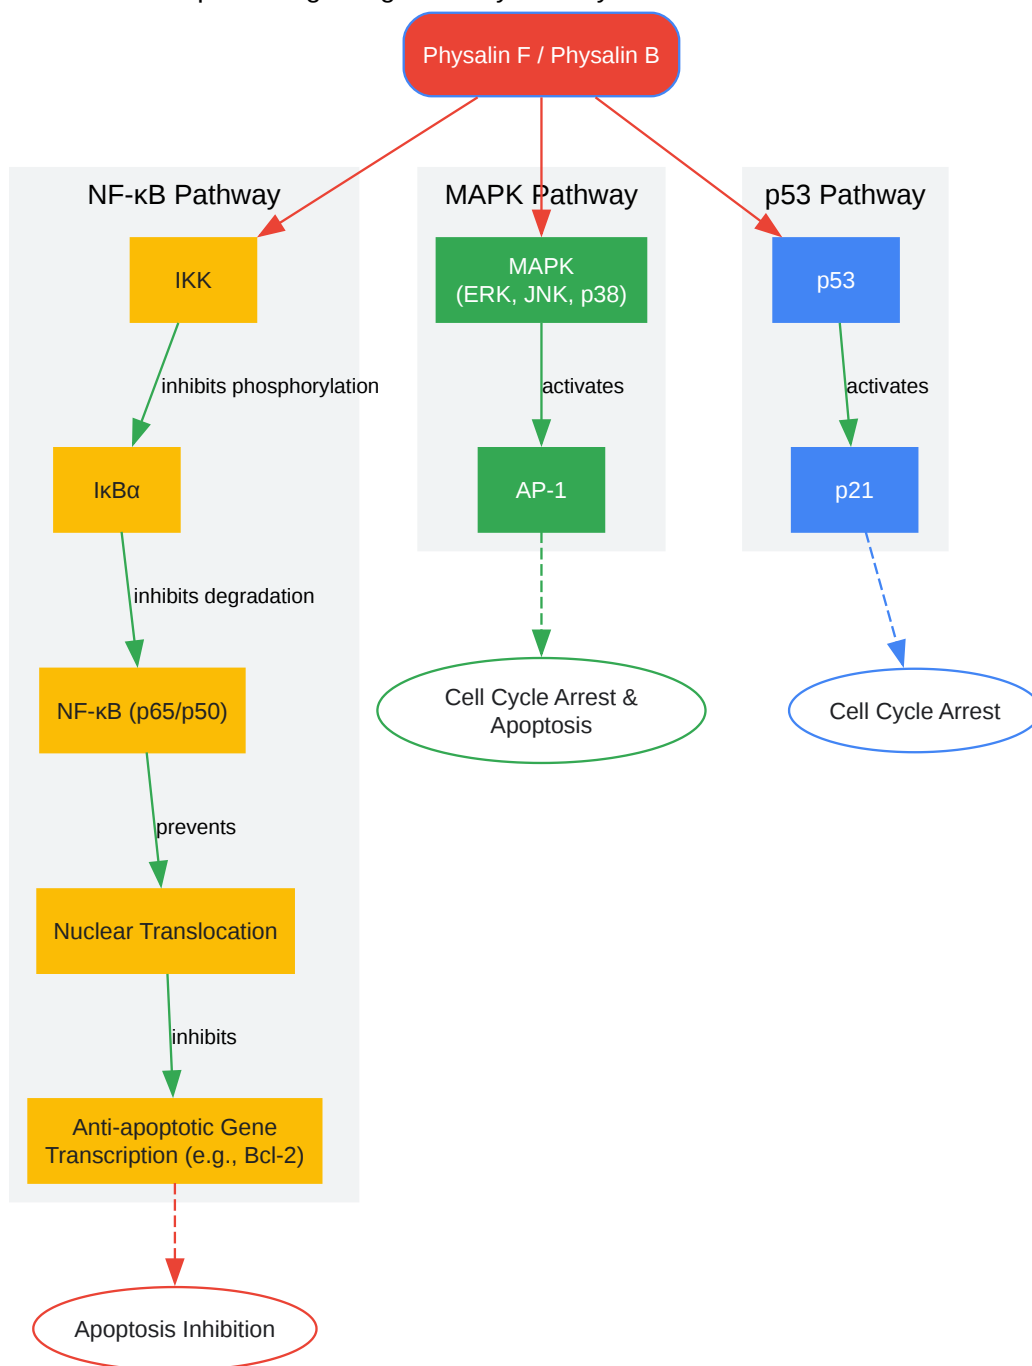 Physalin F / Physalin B
NF-κB Pathway
MAPK Pathway
p53 Pathway
IKK
MAPK
(ERK, JNK, p38)
p53
inhibits phosphorylation
activates
activates
IκBα
AP-1
p21
inhibits degradation
NF-κB (p65/p50)
Cell Cycle Arrest &
Apoptosis
Cell Cycle Arrest
prevents
Nuclear Translocation
inhibits
Anti-apoptotic Gene
Transcription (e.g., Bcl-2)
Apoptosis Inhibition